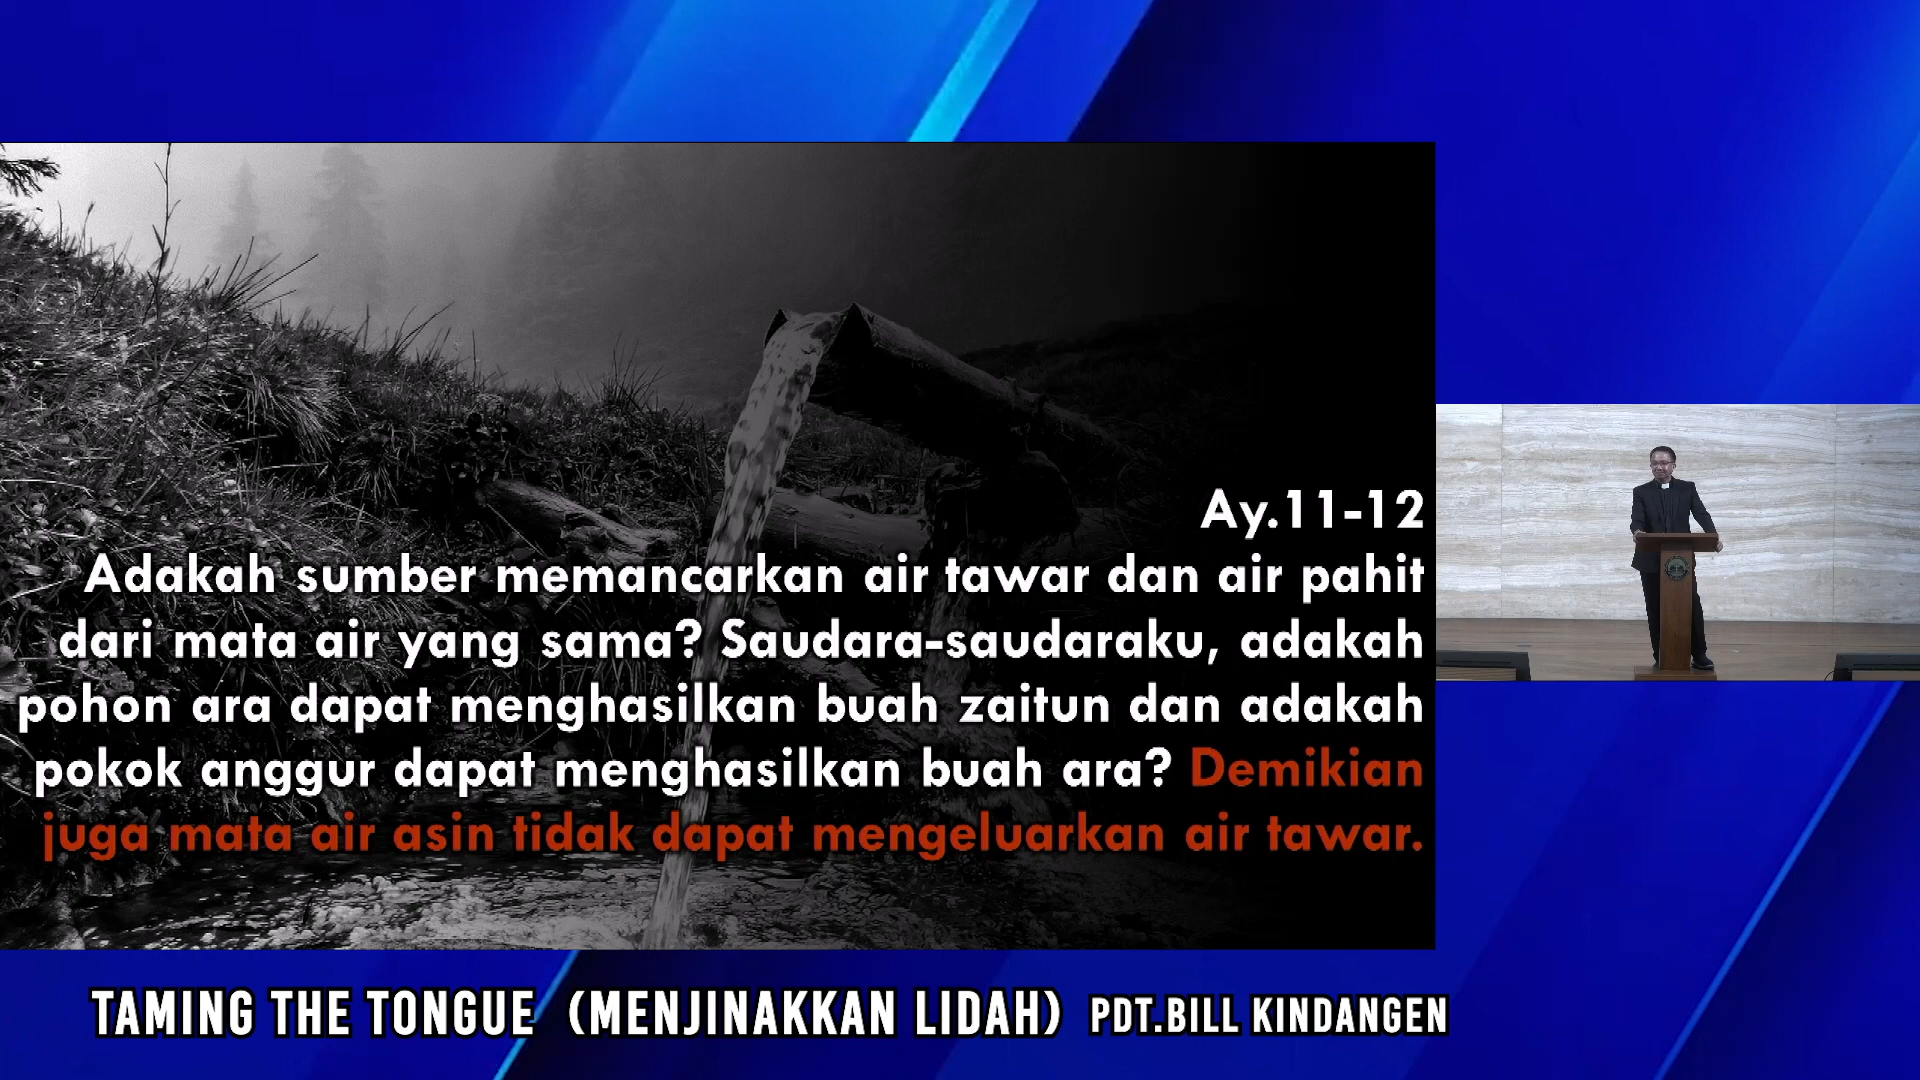 Ay.11-12
Adakah sumber memancarkan air tawar dan air pahit
dari mata air yang sama? Saudara-saudaraku, adakah
pohon ara dapat menghasilkan buah zaitun dan adakah
pokok anggur dapat menghasilkan buah ara? Demikian
juga mata air asin tidak dapat mengeluarkan air tawar.
TAMING THE TONGUE (MENJINAKKAN LIDAH) PDT.BILL KINDANGEN